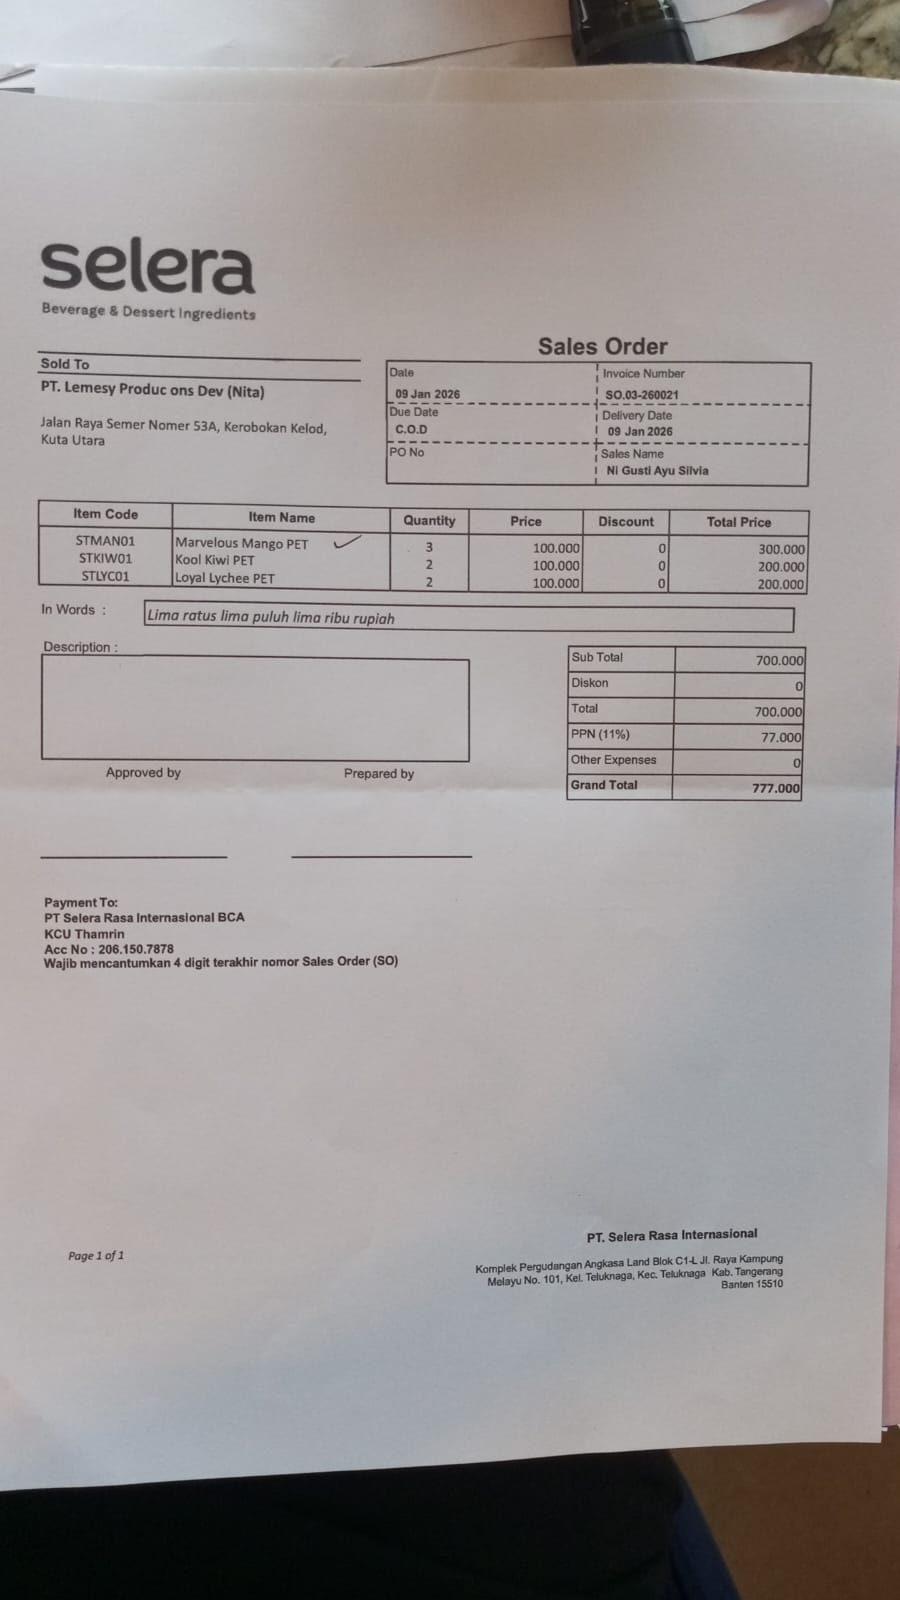 selera
Beverage & Dessert Ingredients
Sales Order
Sold To
PT. Lemesy Produc ons Dev (Nita)
Jalan Raya Semer Nomer 53A, Kerobokan Kelod,
Kuta Utara
Date Invoice Number
09 Jan 2026 SO.03-260021
Due Date Delivery Date
C.O.D 09 Jan 2026
PO No Sales Name
Ni Gusti Ayu Silvia
Item Code Item Name Quantity Price Discount Total Price
STMAN01 Marvelous Mango PET 3 100.000 0 300.000
STKIW01 Kool Kiwi PET 2 100.000 0 200.000
STLYC01 Loyal Lychee PET 2 100.000 0 200.000
In Words : Lima ratus lima puluh lima ribu rupiah
Description :
Sub Total 700.000
Diskon 0
Total 700.000
PPN (11%) 77.000
Other Expenses 0
Grand Total 777.000
Approved by Prepared by
Payment To:
PT Selera Rasa Internasional BCA
KCU Thamrin
Acc No : 206.150.7878
Wajib mencantumkan 4 digit terakhir nomor Sales Order (SO)
Page 1 of 1
PT. Selera Rasa Internasional
Komplek Pergudangan Angkasa Land Blok C1-L Jl. Raya Kampung
Melayu No. 101, Kel. Teluknaga, Kec. Teluknaga Kab. Tangerang
Banten 15510